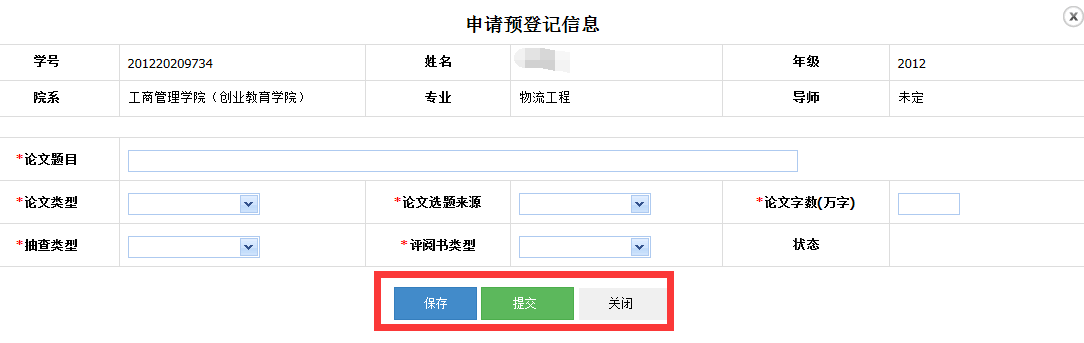 申请预登记信息
学号 201220209734 姓名 年级 2012
院系 工商管理学院（创业教育学院） 专业 物流工程 导师 未定
*论文题目
*论文类型 *论文选题来源 *论文字数(万字)
*抽查类型 *评阅书类型 状态
保存 提交 关闭